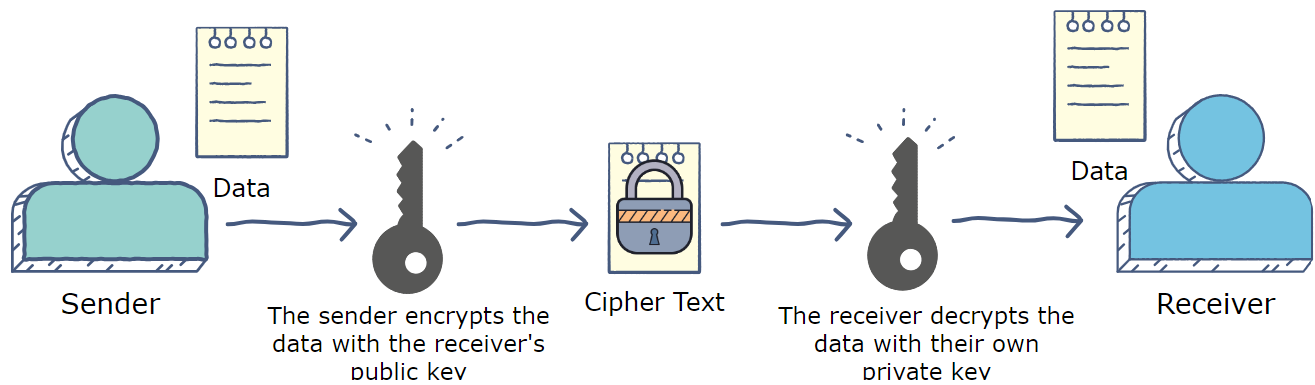 Data
Sender
The sender encrypts the
data with the receiver's
public key
Cipher Text
The receiver decrypts the
data with their own
private key
Data
Receiver